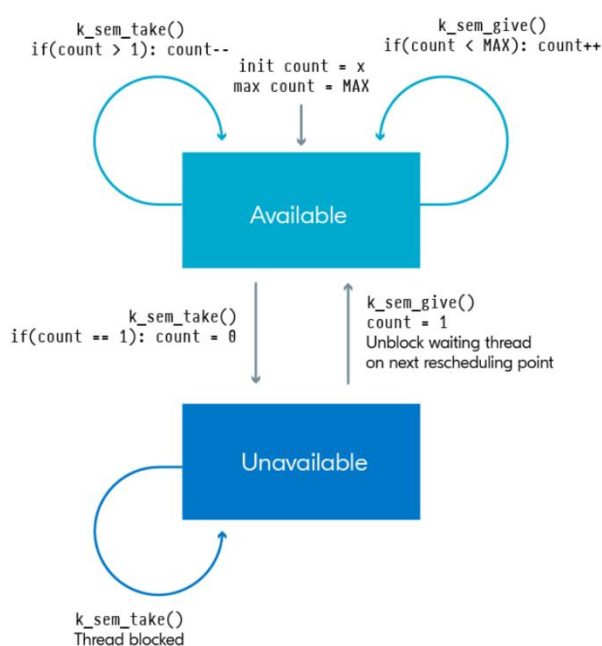 k_sem_take()
if(count > 1): count--
k_sem_give()
if(count < MAX): count++
init count = x
max count = MAX
Available
k_sem_take()
if(count == 1): count = 0
k_sem_give()
count = 1
Unblock waiting thread
on next rescheduling point
Unavailable
k_sem_take()
Thread blocked